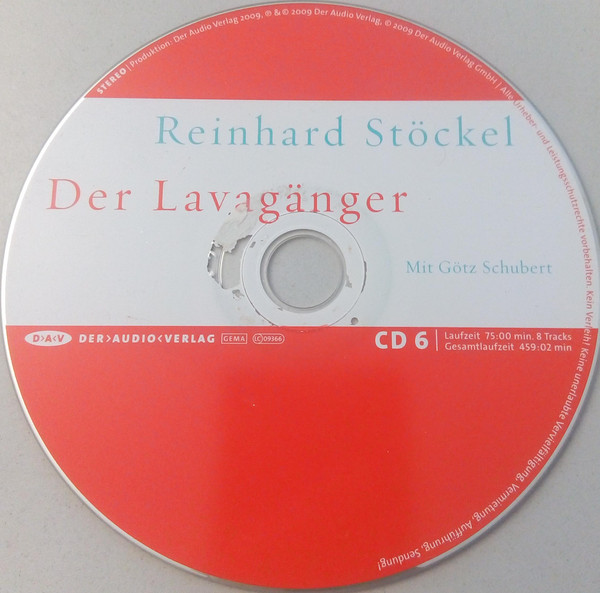 STEREO | Produktion: Der Audio Verlag 2009, ℗ & © 2009 Der Audio Verlag, © 2009 Der Audio Verlag GmbH | Alle Urheber- und Leistungsschutzrechte vorbehalten. Kein Verleih! Keine unerlaubte Vervielfältigung, Vermietung, Aufführung, Sendung!
Reinhard Stöckel
Der Lavagänger
Mit Götz Schubert
D>A<V DER>AUDIO<VERLAG GEMA LC 09366
CD 6 | Laufzeit 75:00 min. 8 Tracks
Gesamtlaufzeit 459:02 min